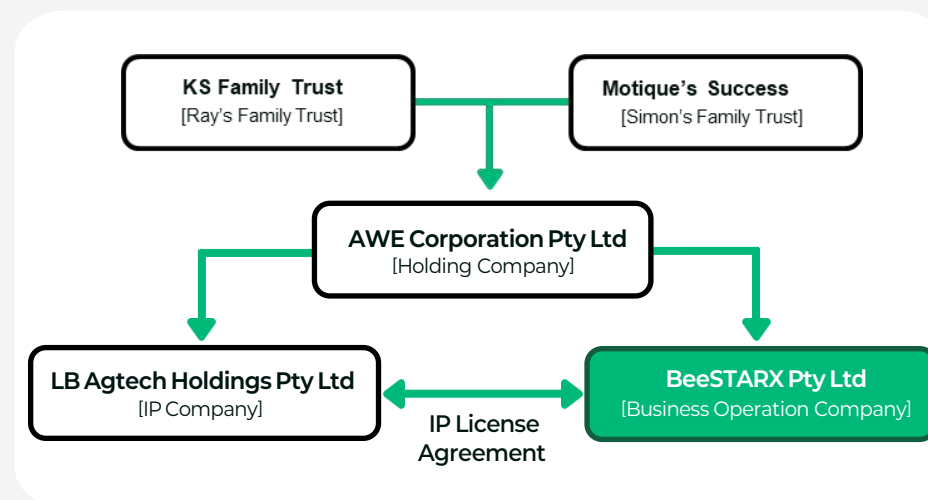 KS Family Trust
[Ray's Family Trust]
Motique's Success
[Simon's Family Trust]
AWE Corporation Pty Ltd
[Holding Company]
LB Agtech Holdings Pty Ltd
[IP Company]
IP License
Agreement
BeeSTARX Pty Ltd
[Business Operation Company]